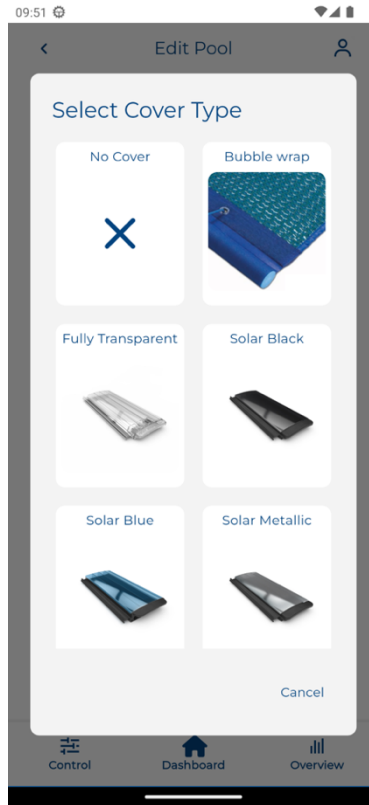 09:51
Edit Pool
Select Cover Type
No Cover
Bubble wrap
Fully Transparent
Solar Black
Solar Blue
Solar Metallic
Cancel
Control
Dashboard
Overview